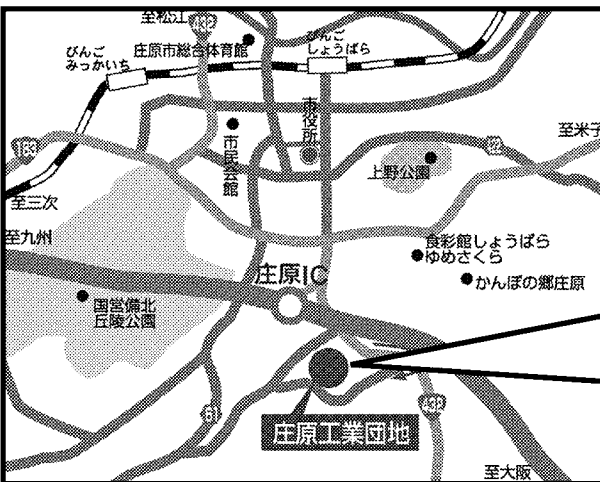 至松江
432
びんご
みっかいち
庄原市総合体育館
びんご
しょうばら
市役所
市民会館
183
上野公園
至米子
至三次
至九州
食彩館しょうばら
ゆめさくら
かんぽの郷庄原
庄原IC
国営備北
丘陵公園
61
432
庄原工業団地
至大阪